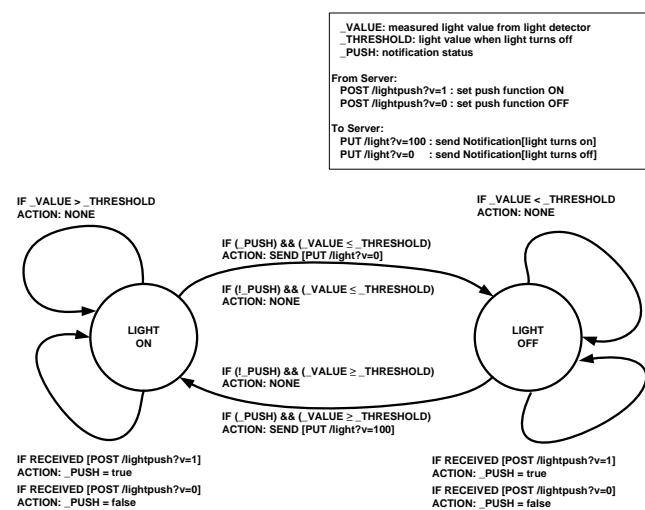 _VALUE: measured light value from light detector
_THRESHOLD: light value when light turns off
_PUSH: notification status
From Server:
POST /lightpush?v=1 : set push function ON
POST /lightpush?v=0 : set push function OFF
To Server:
PUT /light?v=100 : send Notification[light turns on]
PUT /light?v=0 : send Notification[light turns off]
IF _VALUE > _THRESHOLD
ACTION: NONE
IF _VALUE < _THRESHOLD
ACTION: NONE
IF (_PUSH) && (_VALUE ≤ _THRESHOLD)
ACTION: SEND [PUT /light?v=0]
IF (!_PUSH) && (_VALUE ≤ _THRESHOLD)
ACTION: NONE
LIGHT
ON
LIGHT
OFF
IF (!_PUSH) && (_VALUE ≥ _THRESHOLD)
ACTION: NONE
IF (_PUSH) && (_VALUE ≥ _THRESHOLD)
ACTION: SEND [PUT /light?v=100]
IF RECEIVED [POST /lightpush?v=1]
ACTION: _PUSH = true
IF RECEIVED [POST /lightpush?v=0]
ACTION: _PUSH = false
IF RECEIVED [POST /lightpush?v=1]
ACTION: _PUSH = true
IF RECEIVED [POST /lightpush?v=0]
ACTION: _PUSH = false